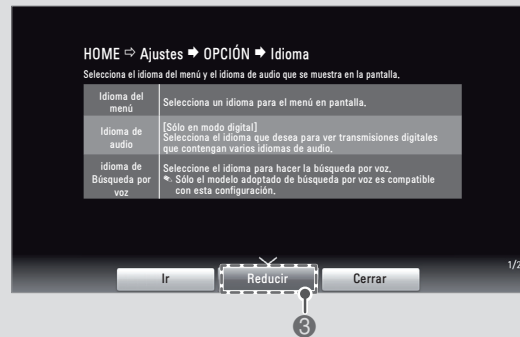 HOME ⇨ Ajustes ➡ OPCIÓN ➡ Idioma
Selecciona el idioma del menú y el idioma de audio que se muestra en la pantalla.
Idioma del
menú
Selecciona un idioma para el menú en pantalla.
Idioma de
audio
[Sólo en modo digital]
Selecciona el idioma que desea para ver transmisiones digitales
que contengan varios idiomas de audio.
idioma de
Búsqueda por
voz
Seleccione el idioma para hacer la búsqueda por voz.
Sólo el modelo adoptado de búsqueda por voz es compatible
con esta configuración.
1/2
Ir
Reducir
Cerrar
3